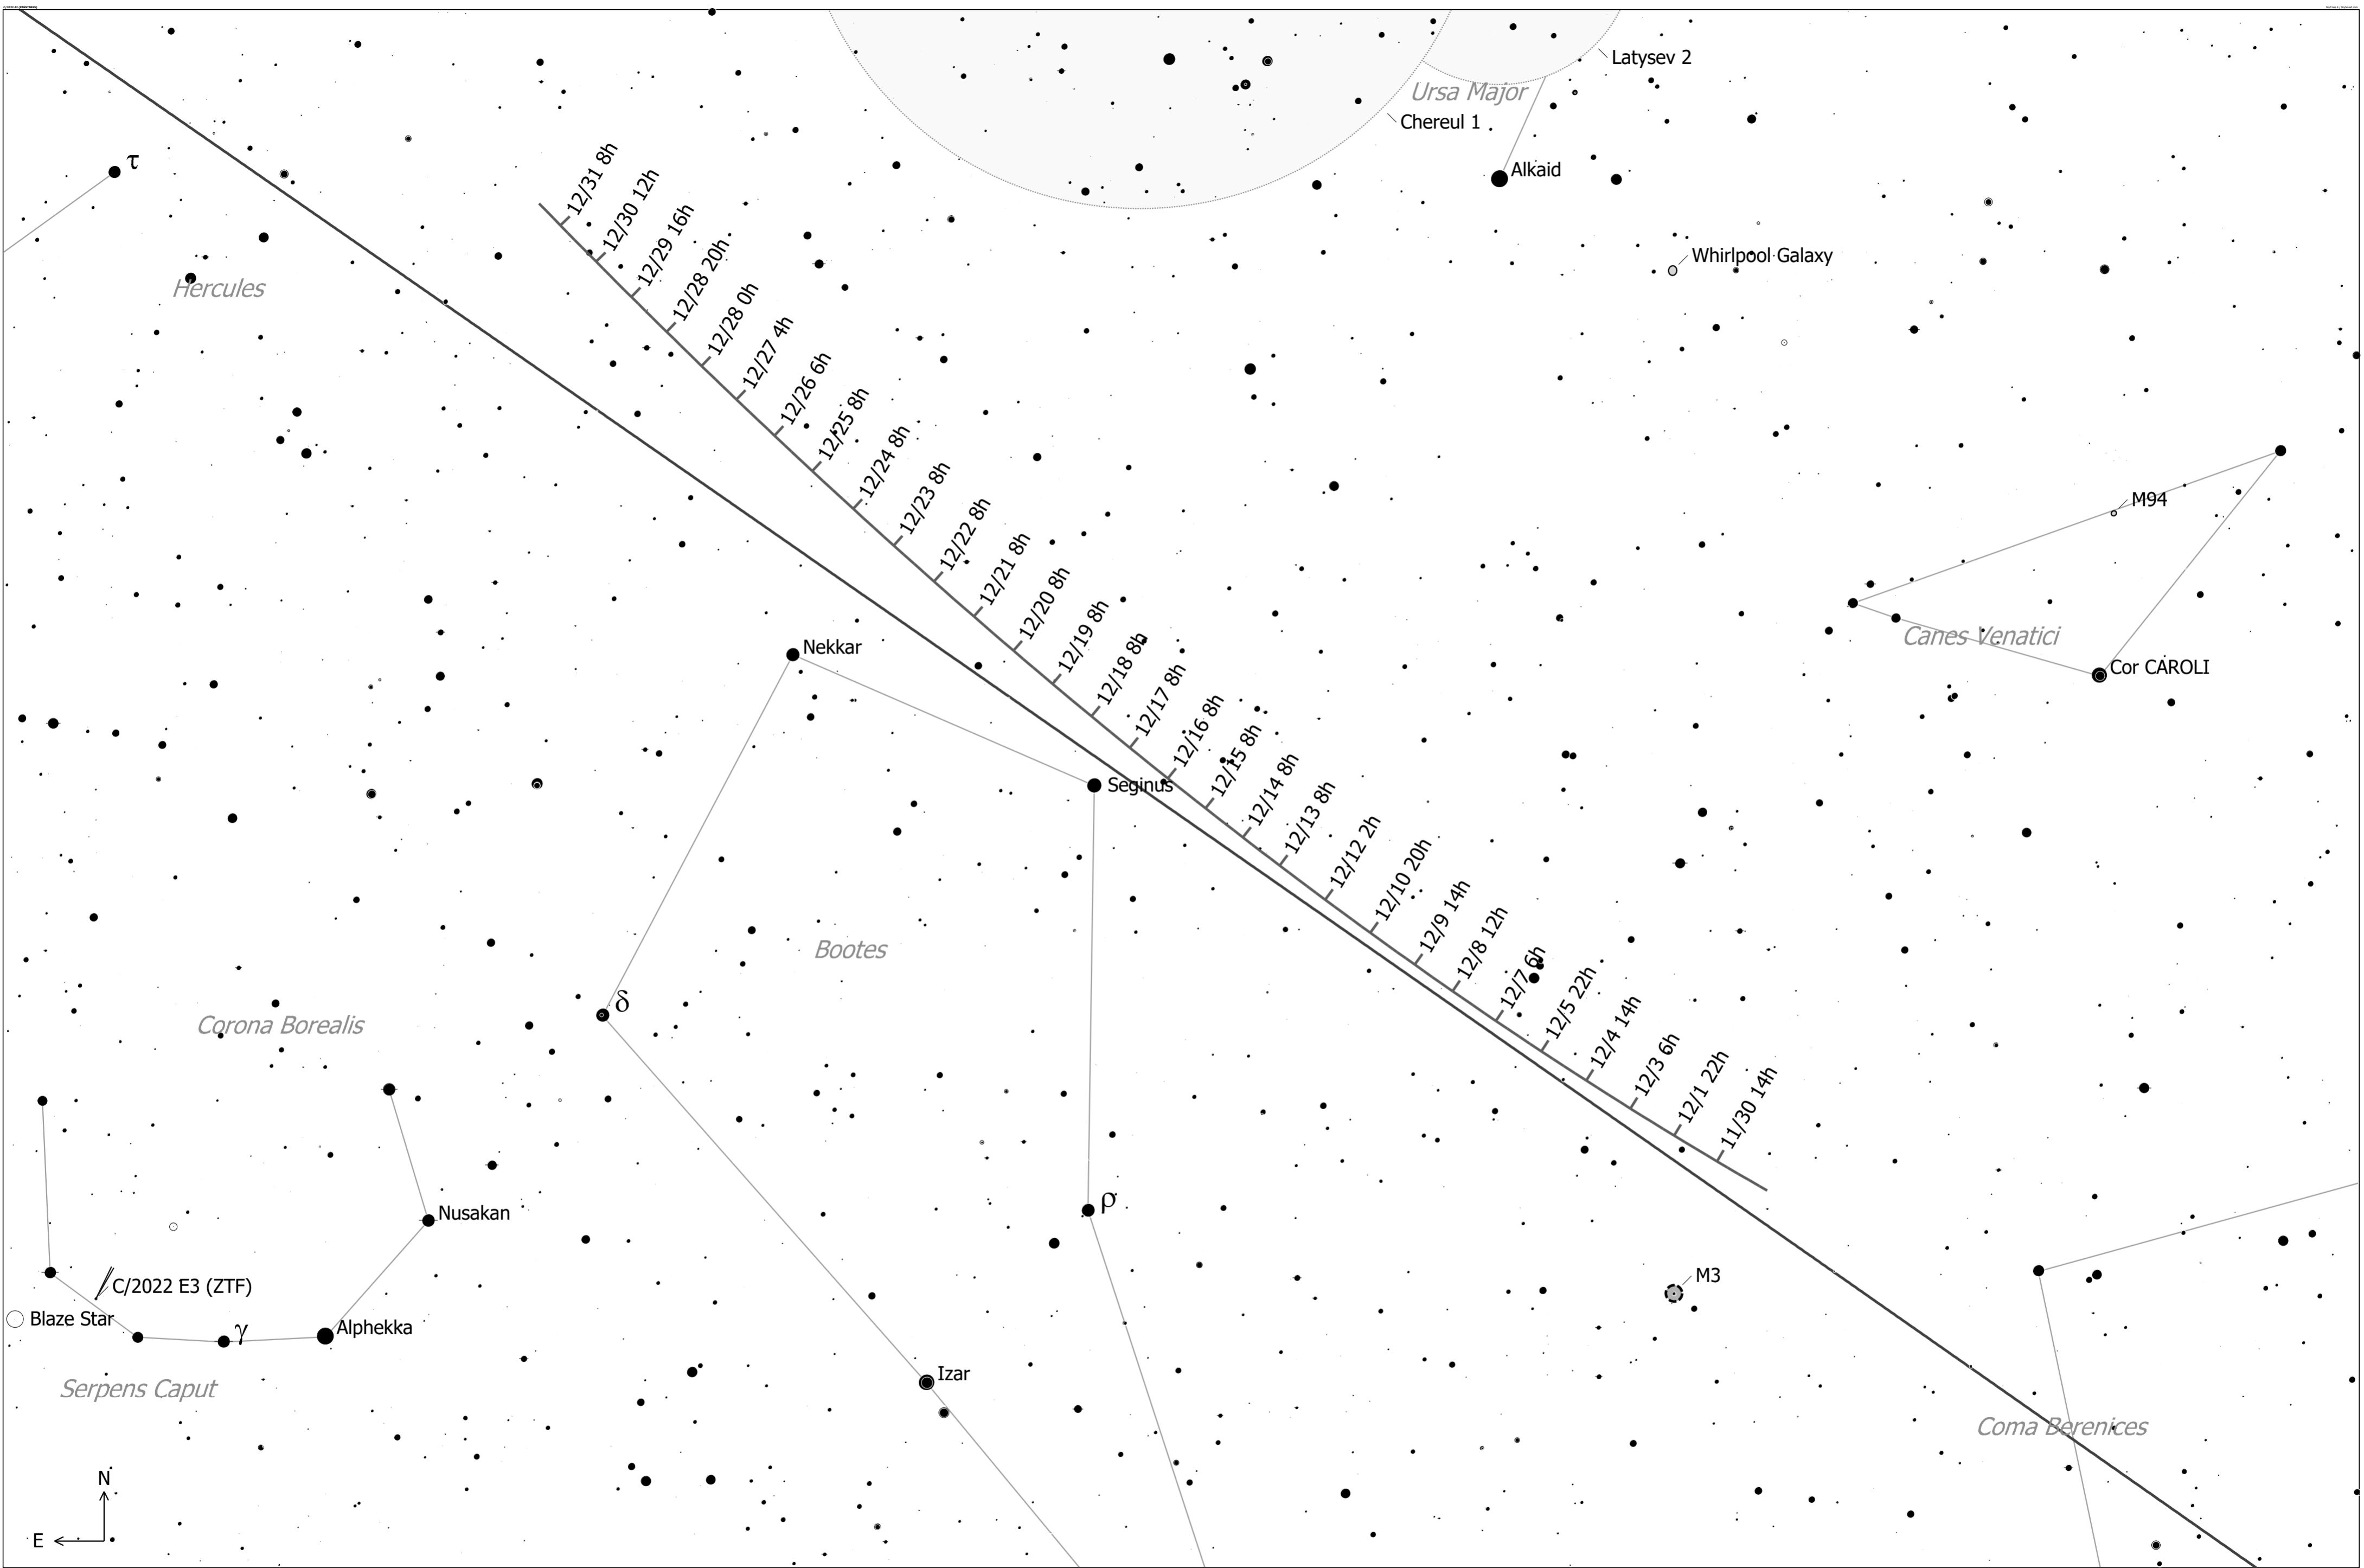 Latysev 2
Ursa Major
Chereul 1
τ
Alkaid
Whirlpool Galaxy
Hercules
12/31 8h
12/30 12h
12/29 16h
12/28 20h
12/28 0h
12/27 4h
12/26 6h
12/25 8h
12/24 8h
12/23 8h
12/22 8h
12/21 8h
12/20 8h
12/19 8h
12/18 8h
12/17 8h
12/16 8h
12/15 8h
12/14 8h
12/13 8h
12/12 2h
12/10 20h
12/9 14h
12/8 12h
12/7 6h
12/5 22h
12/4 14h
12/3 6h
12/1 22h
11/30 14h
M94
Canes Venatici
Cor CAROLI
Nekkar
Seginus
Bootes
δ
Corona Borealis
ρ
Nusakan
M3
C/2022 E3 (ZTF)
Blaze Star
γ
Alphekka
Izar
Serpens Caput
Coma Berenices
N
E